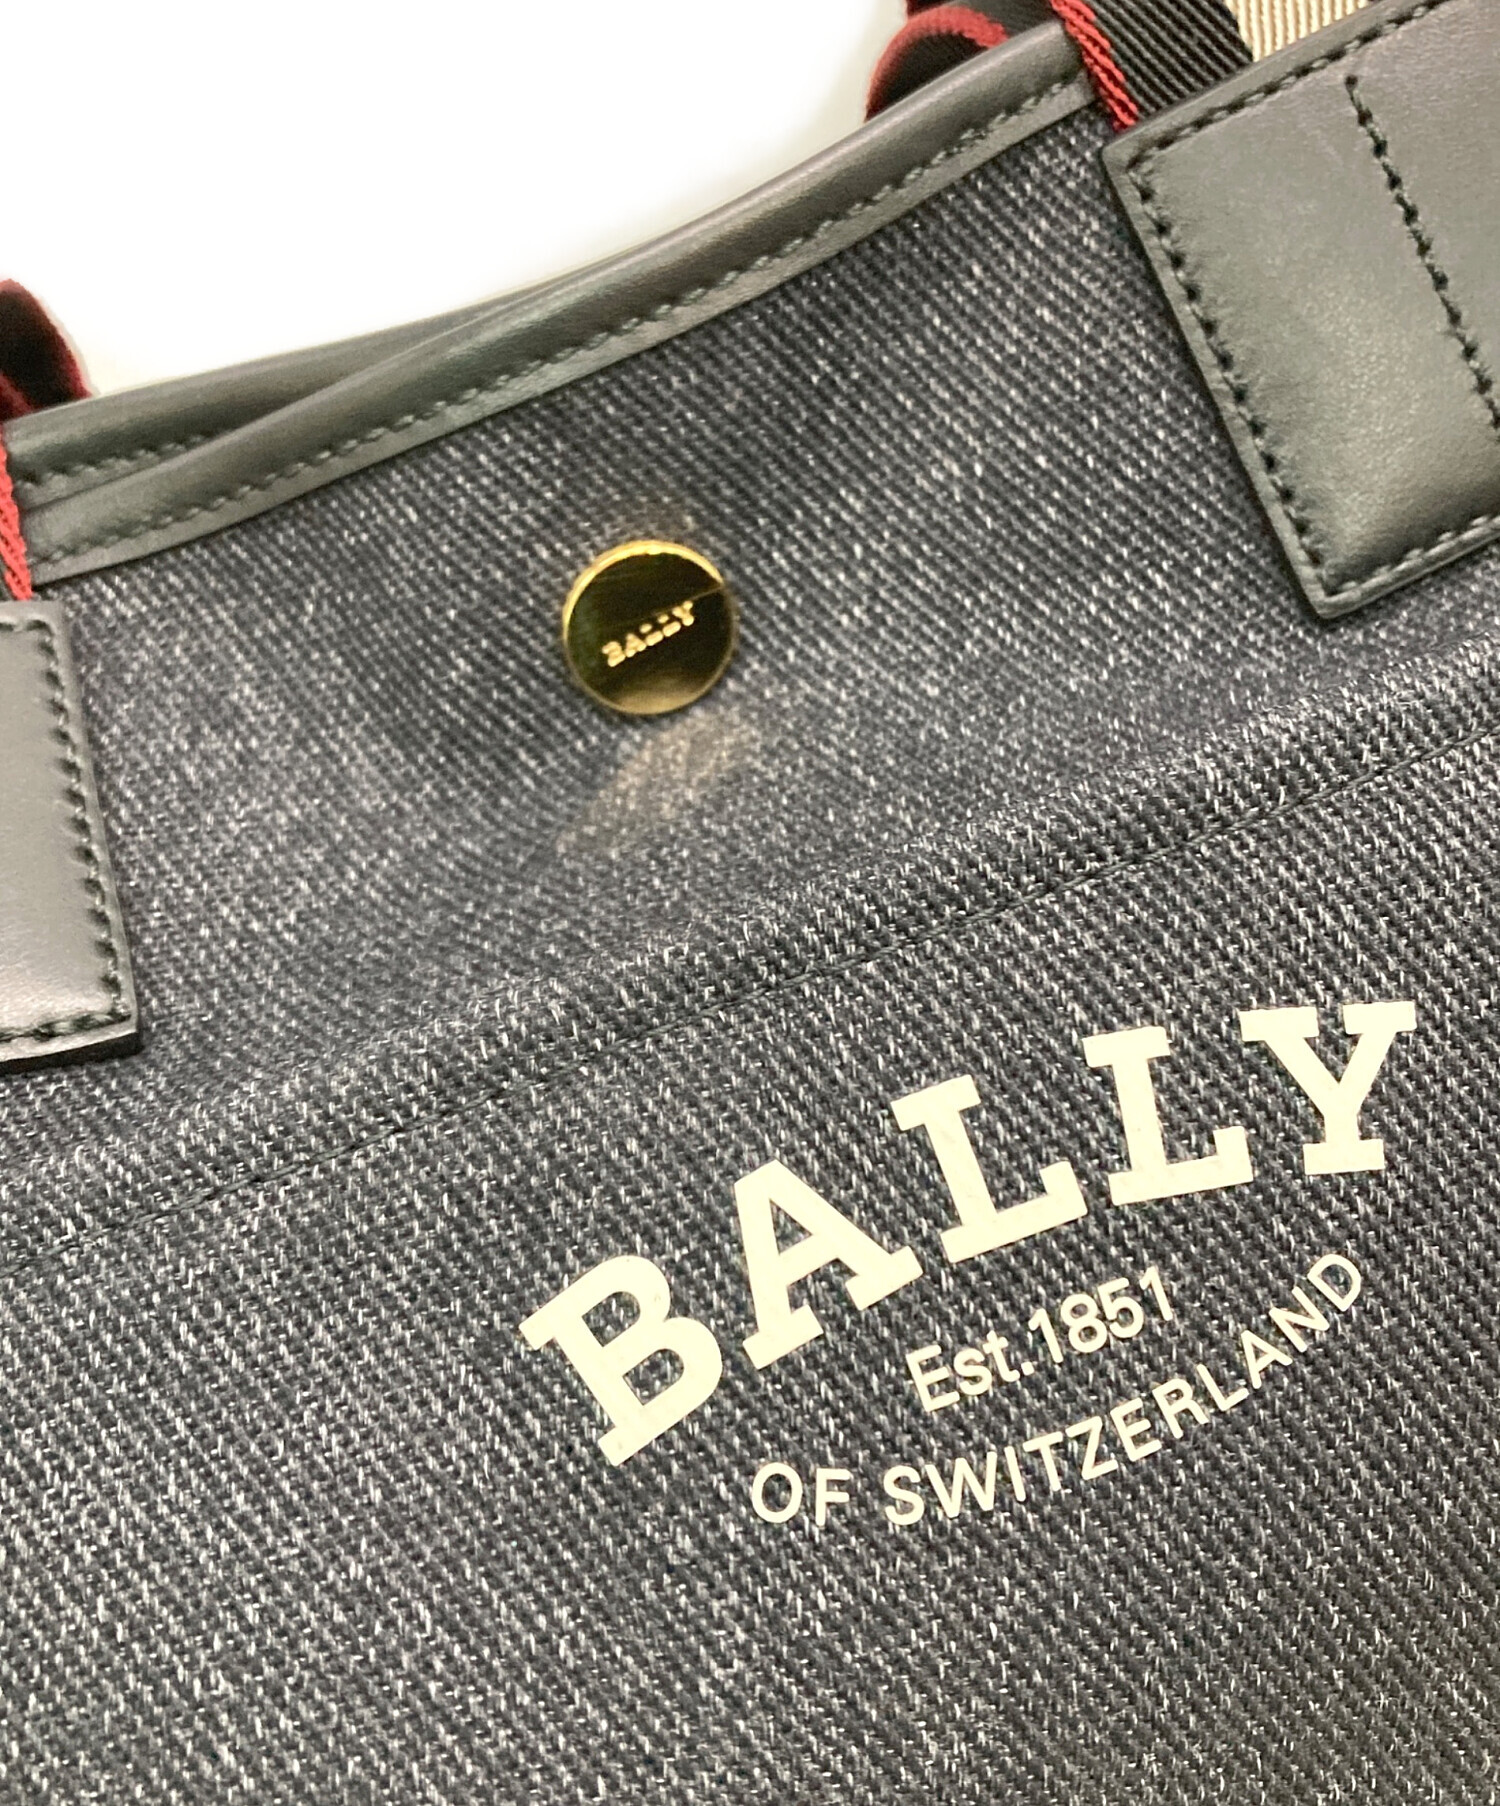 BALLY
BALLY
Est.1851
OF SWITZERLAND